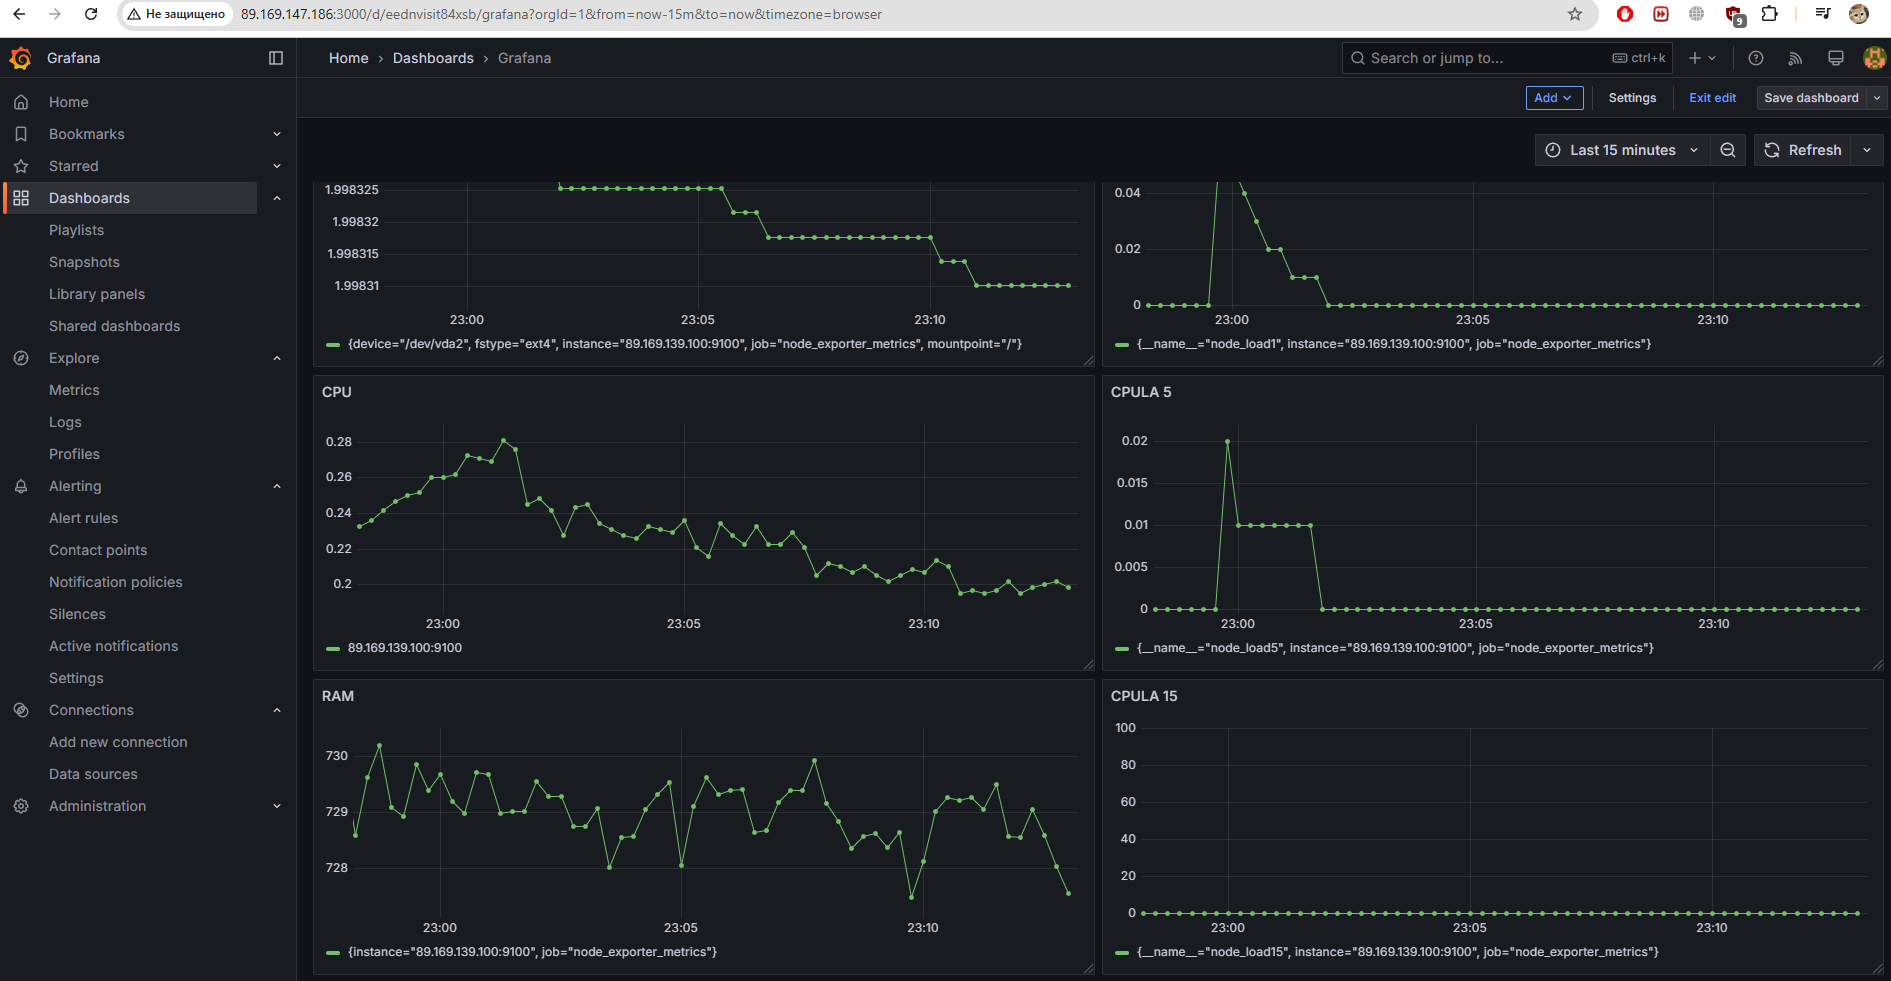 Не защищено
89.169.147.186:3000/d/eednvisit84xsb/grafana?orgId=1&from=now-15m&to=now&timezone=browser
9
Grafana
Home › Dashboards › Grafana
Search or jump to...
ctrl+k
Add
Settings
Exit edit
Save dashboard
Last 15 minutes
Refresh
Home
Bookmarks
Starred
Dashboards
Playlists
Snapshots
Library panels
Shared dashboards
Explore
Metrics
Logs
Profiles
Alerting
Alert rules
Contact points
Notification policies
Silences
Active notifications
Settings
Connections
Add new connection
Data sources
Administration
1.998325
1.99832
1.998315
1.99831
23:00 23:05 23:10
{device="/dev/vda2", fstype="ext4", instance="89.169.139.100:9100", job="node_exporter_metrics", mountpoint="/"}
0.04
0.02
0
23:00 23:05 23:10
{__name__="node_load1", instance="89.169.139.100:9100", job="node_exporter_metrics"}
CPU
0.28
0.26
0.24
0.22
0.2
23:00 23:05 23:10
89.169.139.100:9100
CPULA 5
0.02
0.015
0.01
0.005
0
23:00 23:05 23:10
{__name__="node_load5", instance="89.169.139.100:9100", job="node_exporter_metrics"}
RAM
730
729
728
23:00 23:05 23:10
{instance="89.169.139.100:9100", job="node_exporter_metrics"}
CPULA 15
100
80
60
40
20
0
23:00 23:05 23:10
{__name__="node_load15", instance="89.169.139.100:9100", job="node_exporter_metrics"}